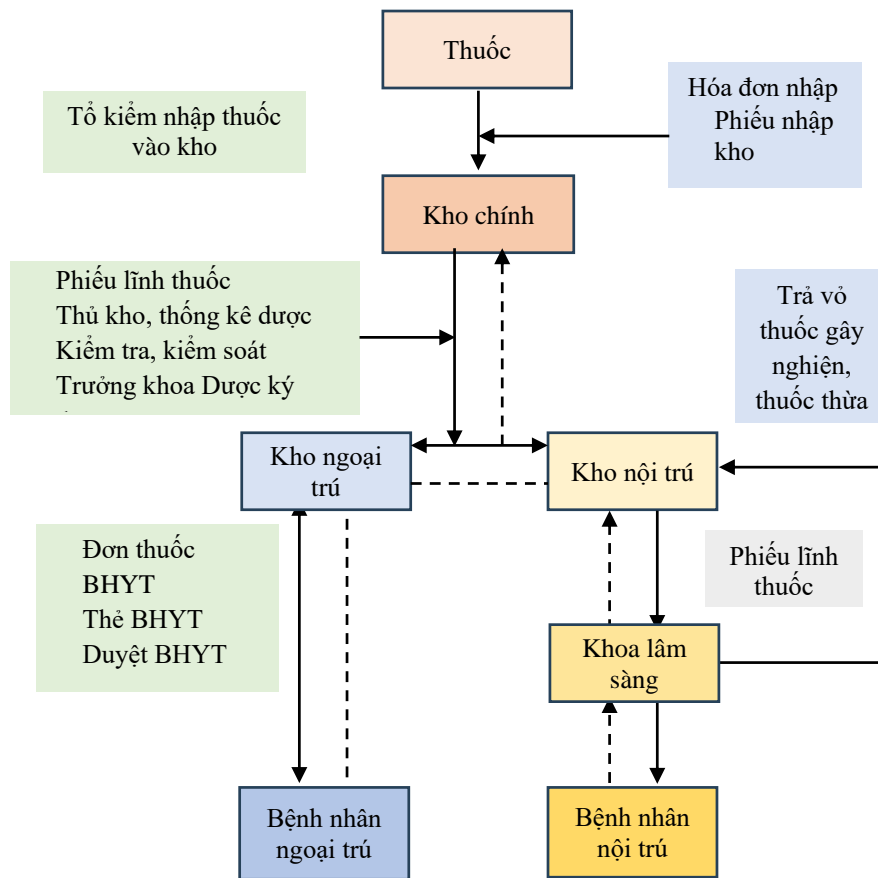 Thuốc
Hóa đơn nhập
Phiếu nhập
kho
Tổ kiểm nhập thuốc
vào kho
Kho chính
Phiếu lĩnh thuốc
Thủ kho, thống kê dược
Kiểm tra, kiểm soát
Trưởng khoa Dược ký
Trả vỏ
thuốc gây
nghiện,
thuốc thừa
Kho ngoại
trú
Kho nội trú
Đơn thuốc
BHYT
Thẻ BHYT
Duyệt BHYT
Phiếu lĩnh
thuốc
Khoa lâm
sàng
Bệnh nhân
ngoại trú
Bệnh nhân
nội trú